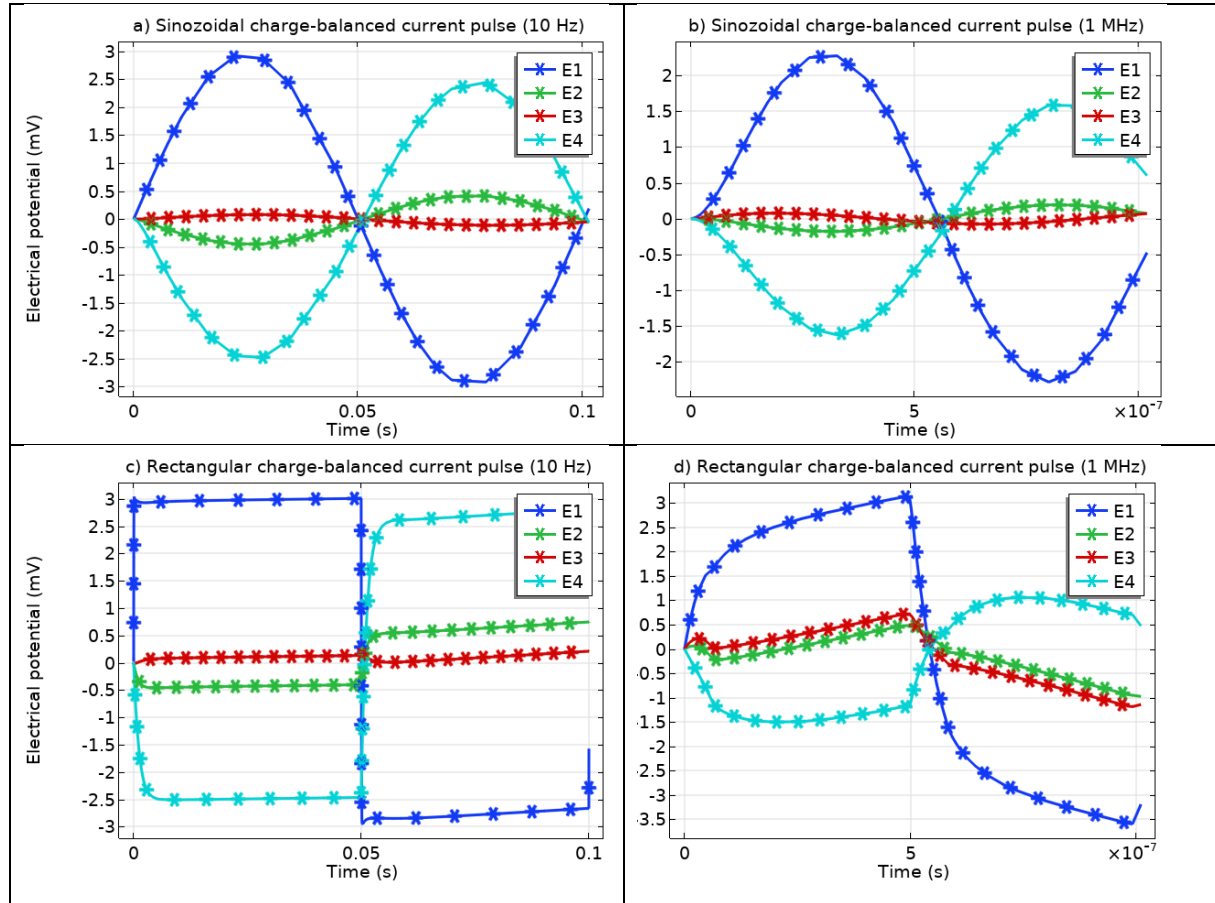 a) Sinozoidal charge-balanced current pulse (10 Hz)
Electrical potential (mV)
3
2.5
2
1.5
1
0.5
0
-0.5
-1
-1.5
-2
-2.5
-3
E1
E2
E3
E4
0
0.05
0.1
Time (s)
b) Sinozoidal charge-balanced current pulse (1 MHz)
2
1.5
1
0.5
0
-0.5
-1
-1.5
-2
E1
E2
E3
E4
0
5
×10⁻⁷
Time (s)
c) Rectangular charge-balanced current pulse (10 Hz)
Electrical potential (mV)
3
2.5
2
1.5
1
0.5
0
-0.5
-1
-1.5
-2
-2.5
-3
E1
E2
E3
E4
0
0.05
0.1
Time (s)
d) Rectangular charge-balanced current pulse (1 MHz)
3
2.5
2
1.5
1
0.5
0
-0.5
-1
-1.5
-2
-2.5
-3
-3.5
E1
E2
E3
E4
0
5
×10⁻⁷
Time (s)